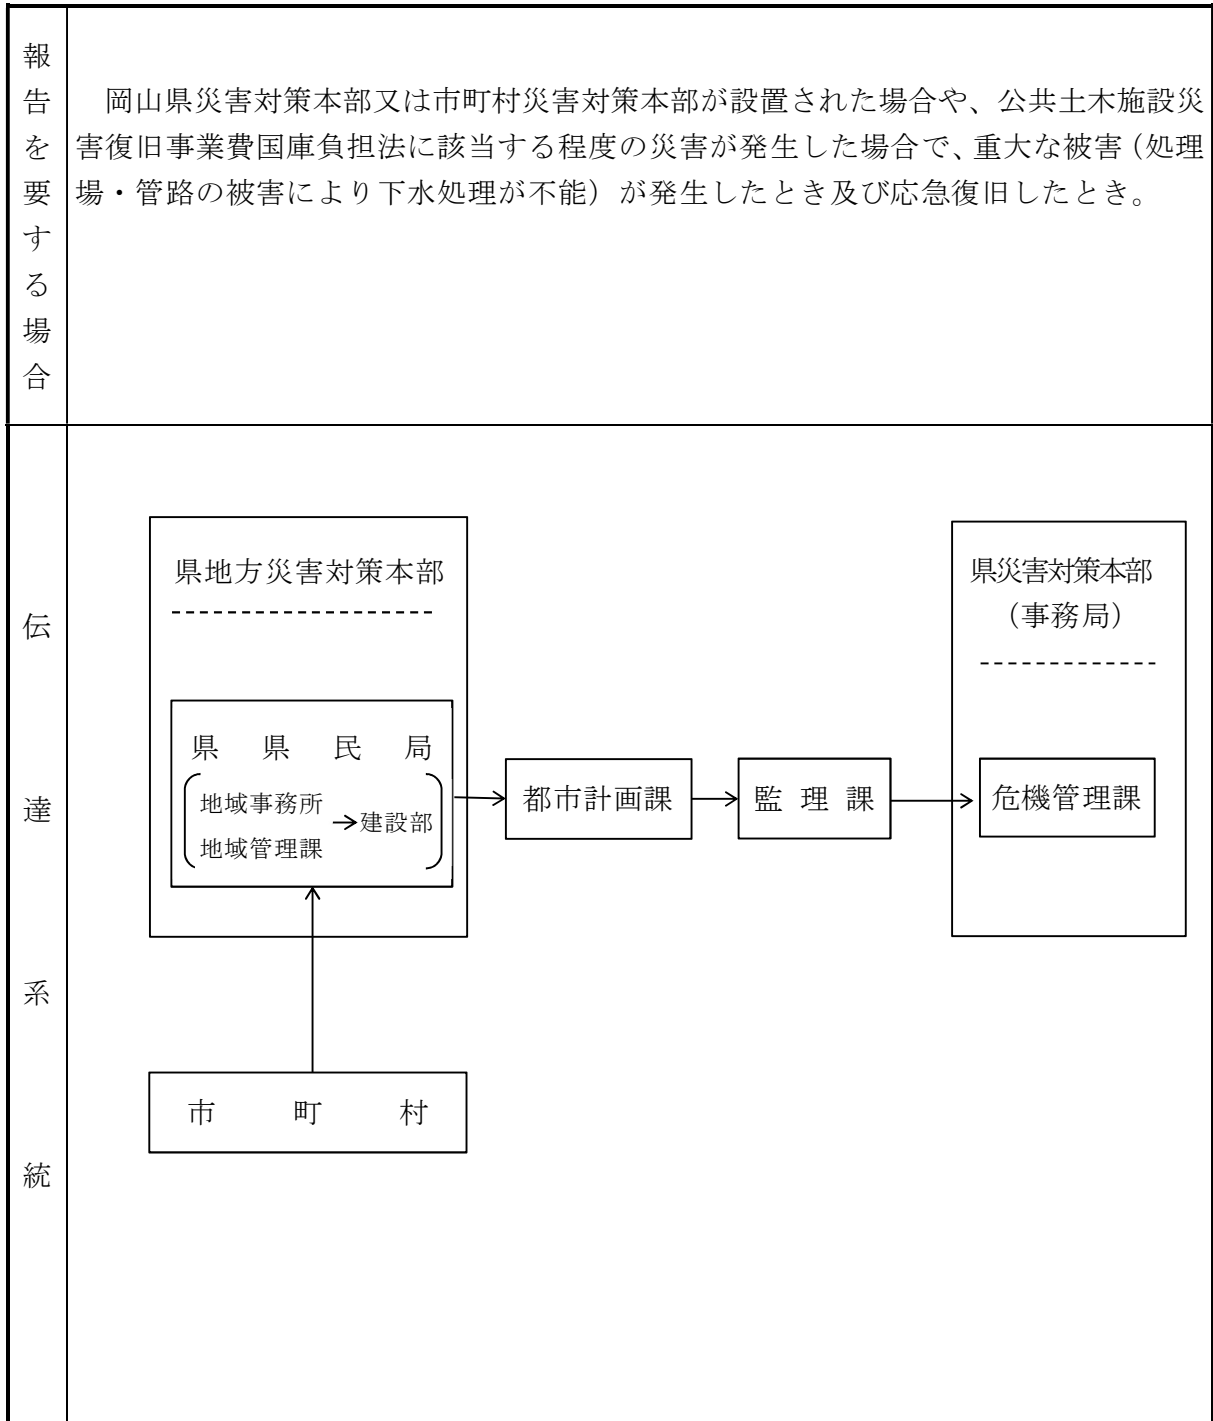 報告を要する場合
岡山県災害対策本部又は市町村災害対策本部が設置された場合や、公共土木施設災
害復旧事業費国庫負担法に該当する程度の災害が発生した場合で、重大な被害（処理
場・管路の被害により下水処理が不能）が発生したとき及び応急復旧したとき。
伝達系統
県地方災害対策本部
県県民局
地域事務所
地域管理課
建設部
都市計画課
監理課
県災害対策本部
（事務局）
危機管理課
市町村